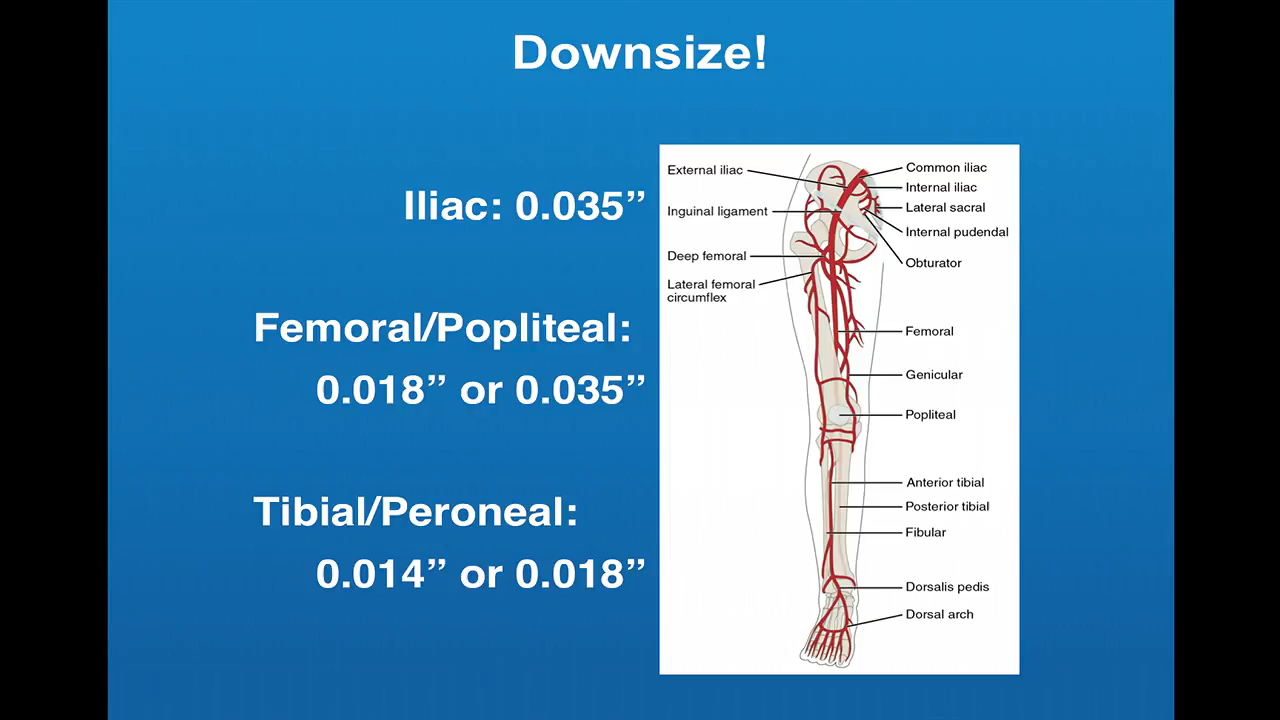 Downsize!
Iliac: 0.035”
Femoral/Popliteal:
0.018” or 0.035”
Tibial/Peroneal:
0.014” or 0.018”
External iliac
Inguinal ligament
Deep femoral
Lateral femoral
circumflex
Common iliac
Internal iliac
Lateral sacral
Internal pudendal
Obturator
Femoral
Genicular
Popliteal
Anterior tibial
Posterior tibial
Fibular
Dorsalis pedis
Dorsal arch